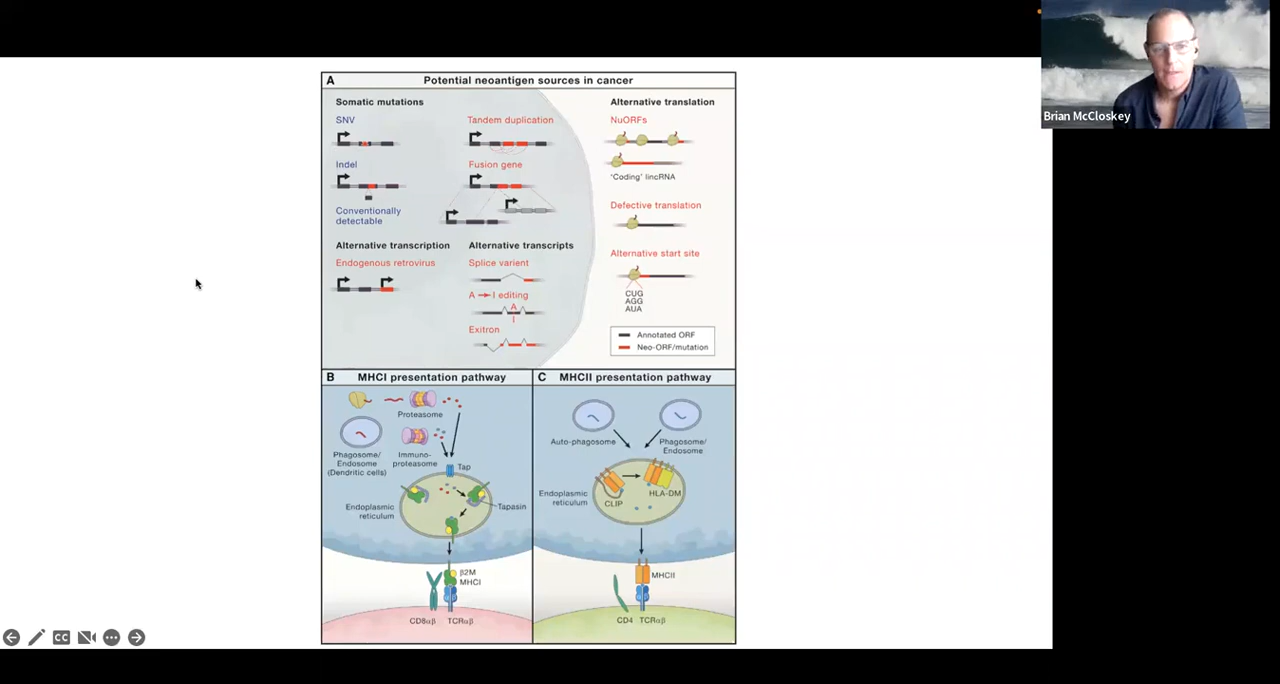 A Potential neoantigen sources in cancer
Somatic mutations
SNV
Indel
Conventionally
detectable
Tandem duplication
Fusion gene
Alternative transcription
Endogenous retrovirus
Alternative transcripts
Splice varient
A → I editing
A
I
Exitron
Alternative translation
NuORFs
'Coding' lincRNA
Defective translation
Alternative start site
CUG
AGG
AUA
Annotated ORF
Neo-ORF/mutation
B MHCI presentation pathway
Proteasome
Phagosome/
Endosome
(Dendritic cells)
Immuno-
proteasome
Tap
Endoplasmic
reticulum
Tapasin
β2M
MHCI
CD8αβ TCRαβ
C MHCII presentation pathway
Auto-phagosome
Phagosome/
Endosome
Endoplasmic
reticulum
CLIP
HLA-DM
MHCII
CD4 TCRαβ
Brian McCloskey
CC